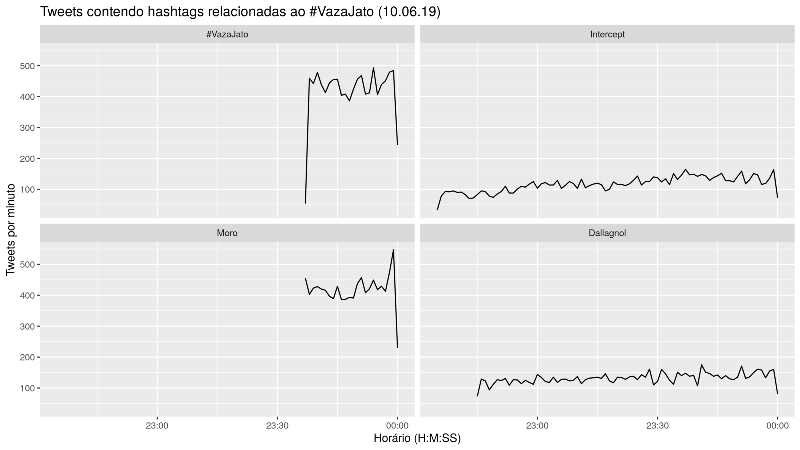 Tweets contendo hashtags relacionadas ao #VazaJato (10.06.19)
#VazaJato
Intercept
500
400
300
200
100
Moro
Dallagnol
500
400
300
200
100
Tweets por minuto
23:00
23:30
00:00
23:00
23:30
00:00
Horário (H:M:SS)